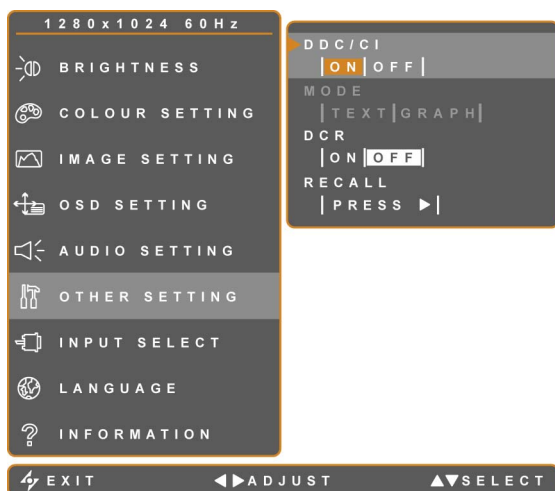 1280x1024 60Hz
BRIGHTNESS
COLOUR SETTING
IMAGE SETTING
OSD SETTING
AUDIO SETTING
OTHER SETTING
INPUT SELECT
LANGUAGE
INFORMATION
DDC/CI
ON OFF
MODE
TEXT GRAPH
DCR
ON OFF
RECALL
PRESS ▶
EXIT ◀▶ADJUST ▲▼SELECT